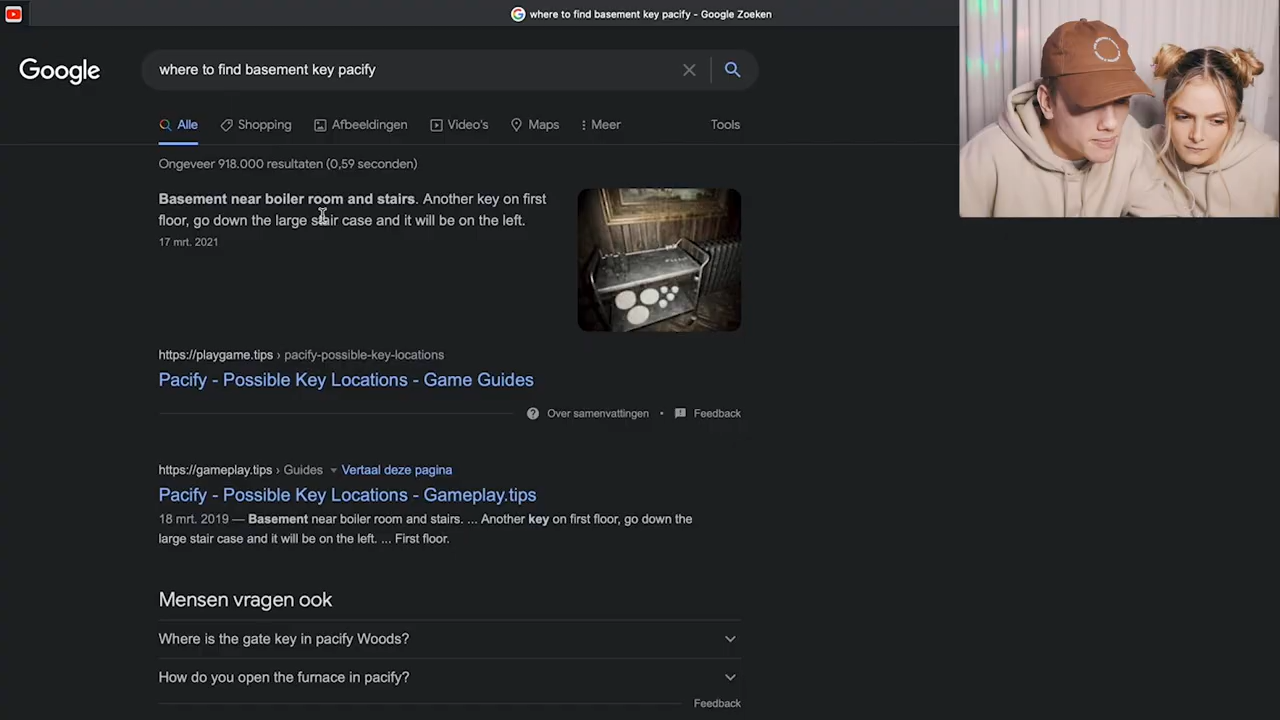 where to find basement key pacify - Google Zoeken
Google
where to find basement key pacify
Alle
Shopping
Afbeeldingen
Video's
Maps
Meer
Tools
Ongeveer 918.000 resultaten (0,59 seconden)
Basement near boiler room and stairs. Another key on first
floor, go down the large stair case and it will be on the left.
17 mrt. 2021
https://playgame.tips › pacify-possible-key-locations
Pacify - Possible Key Locations - Game Guides
Over samenvattingen • Feedback
https://gameplay.tips › Guides Vertaal deze pagina
Pacify - Possible Key Locations - Gameplay.tips
18 mrt. 2019 — Basement near boiler room and stairs. ... Another key on first floor, go down the
large stair case and it will be on the left. ... First floor.
Mensen vragen ook
Where is the gate key in pacify Woods?
How do you open the furnace in pacify?
Feedback